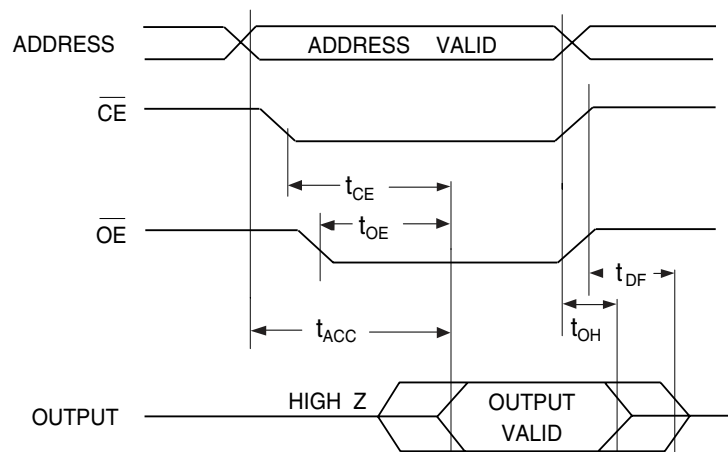 ADDRESS
ADDRESS VALID
CE
tCE
OE
tOE
tDF
tACC
tOH
OUTPUT
HIGH Z
OUTPUT
VALID